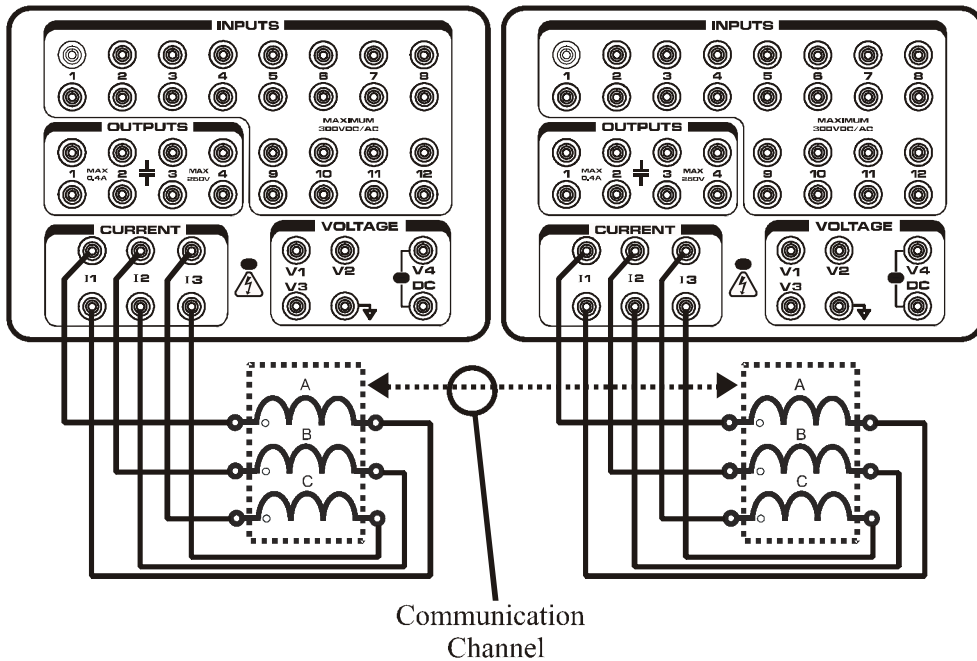 INPUTS
1 2 3 4 5 6 7 8
MAXIMUM
300VDC/AC
OUTPUTS
1 MAX 0,4A 2 3 MAX 250V 4
9 10 11 12
CURRENT
I1 I2 I3
VOLTAGE
V1 V2 V4
V3 DC
A
B
C
INPUTS
1 2 3 4 5 6 7 8
MAXIMUM
300VDC/AC
OUTPUTS
1 MAX 0,4A 2 3 MAX 250V 4
9 10 11 12
CURRENT
I1 I2 I3
VOLTAGE
V1 V2 V4
V3 DC
A
B
C
Communication
Channel